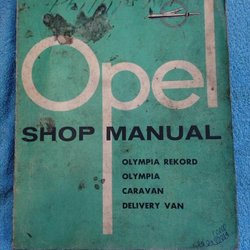 Opel
SHOP MANUAL
OLYMPIA REKORD
OLYMPIA
CARAVAN
DELIVERY VAN